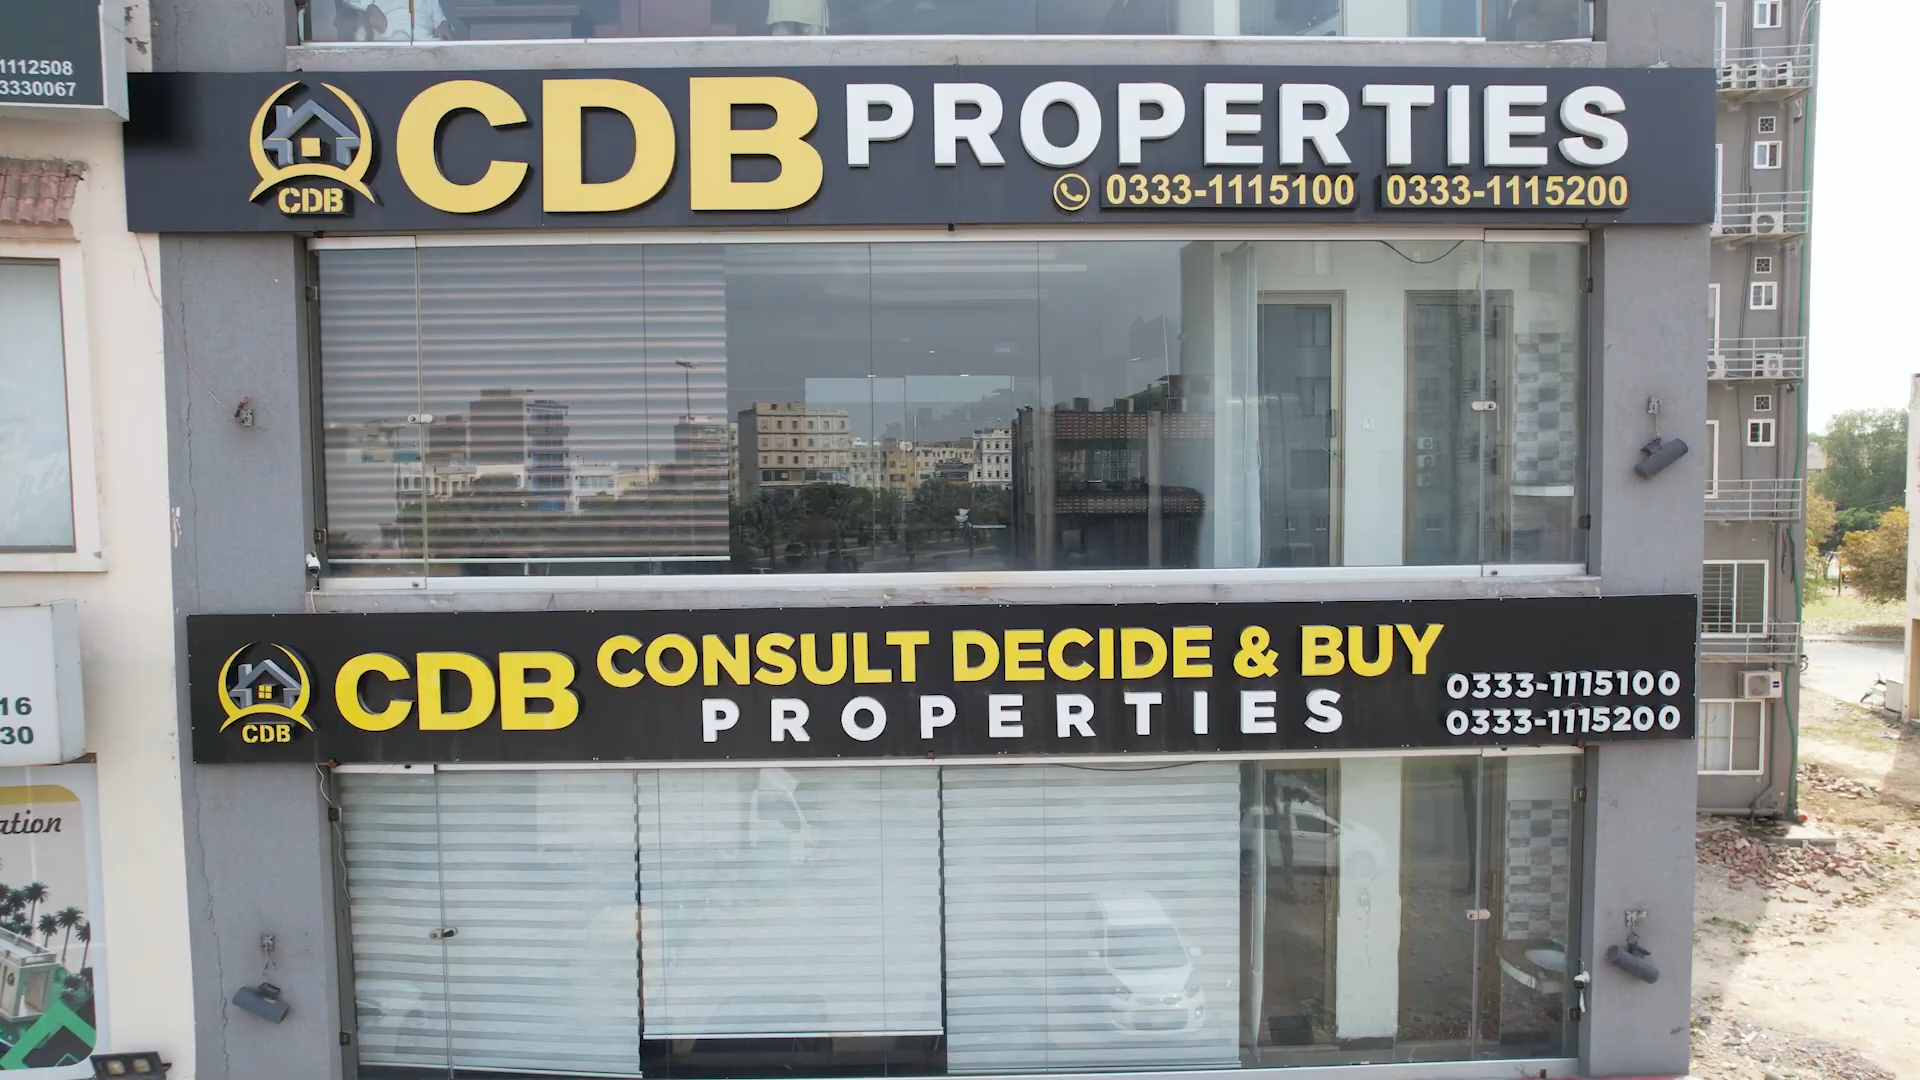 1112508
3330067
CDB
CDB PROPERTIES
0333-1115100 0333-1115200
CDB
CDB CONSULT DECIDE & BUY
PROPERTIES
0333-1115100
0333-1115200
16
30
ation